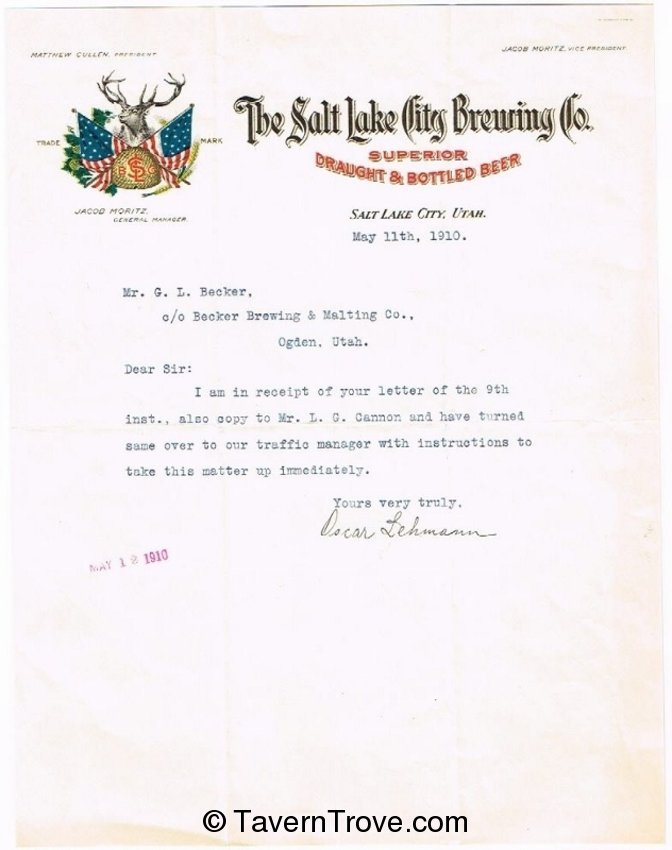 MATTHEW CULLEN, PRESIDENT
JACOB MORITZ, VICE PRESIDENT
TRADE MARK
S L C
B C
JACOB MORITZ,
GENERAL MANAGER.
The Salt Lake City Brewing Co.
SUPERIOR
DRAUGHT & BOTTLED BEER
SALT LAKE CITY, UTAH.
May 11th, 1910.
Mr. G. L. Becker,
c/o Becker Brewing & Malting Co.,
Ogden, Utah.
Dear Sir:
I am in receipt of your letter of the 9th
inst., also copy to Mr. L. G. Cannon and have turned
same over to our traffic manager with instructions to
take this matter up immediately.
Yours very truly,
Oscar Lehmann
MAY 12 1910
© TavernTrove.com